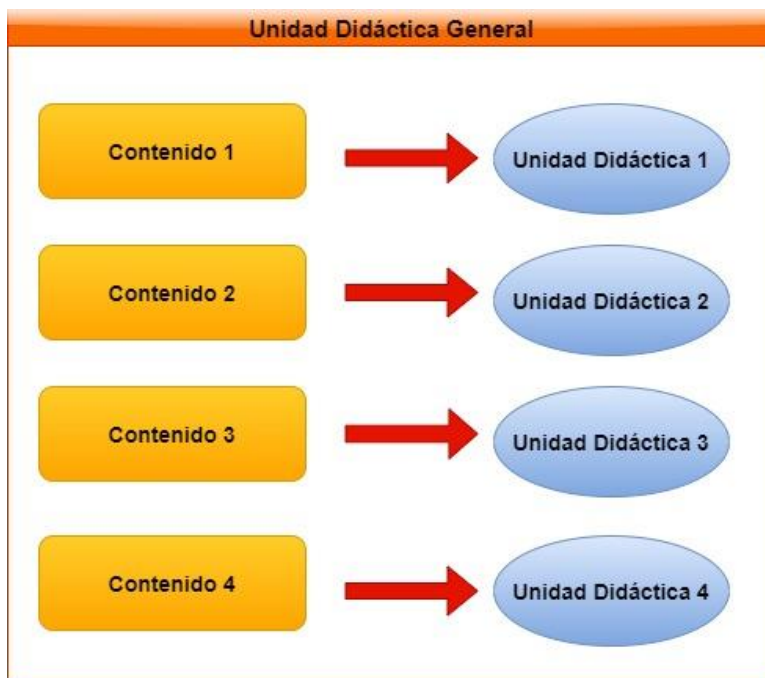 Unidad Didáctica General
Contenido 1
Unidad Didáctica 1
Contenido 2
Unidad Didáctica 2
Contenido 3
Unidad Didáctica 3
Contenido 4
Unidad Didáctica 4